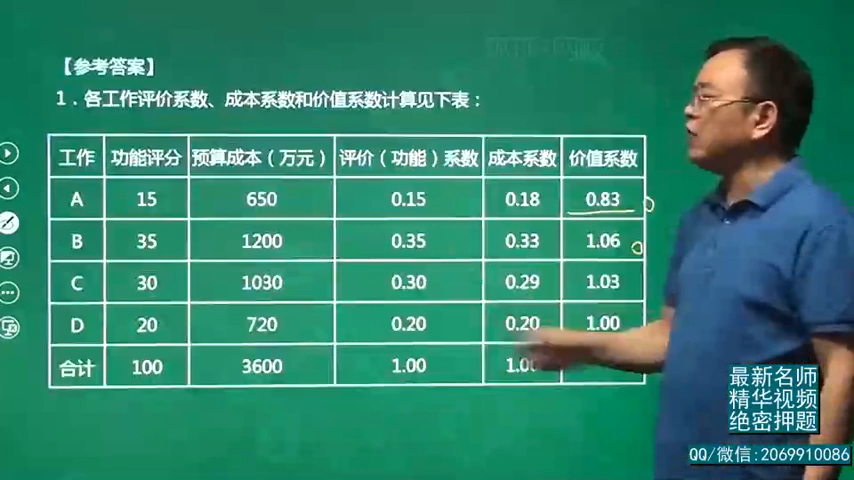 【参考答案】
1．各工作评价系数、成本系数和价值系数计算见下表：
工作 功能评分 预算成本（万元） 评价（功能）系数 成本系数 价值系数
A 15 650 0.15 0.18 0.83
B 35 1200 0.35 0.33 1.06
C 30 1030 0.30 0.29 1.03
D 20 720 0.20 0.20 1.00
合计 100 3600 1.00
最新名师
精华视频
绝密押题
QQ/微信:2069910086